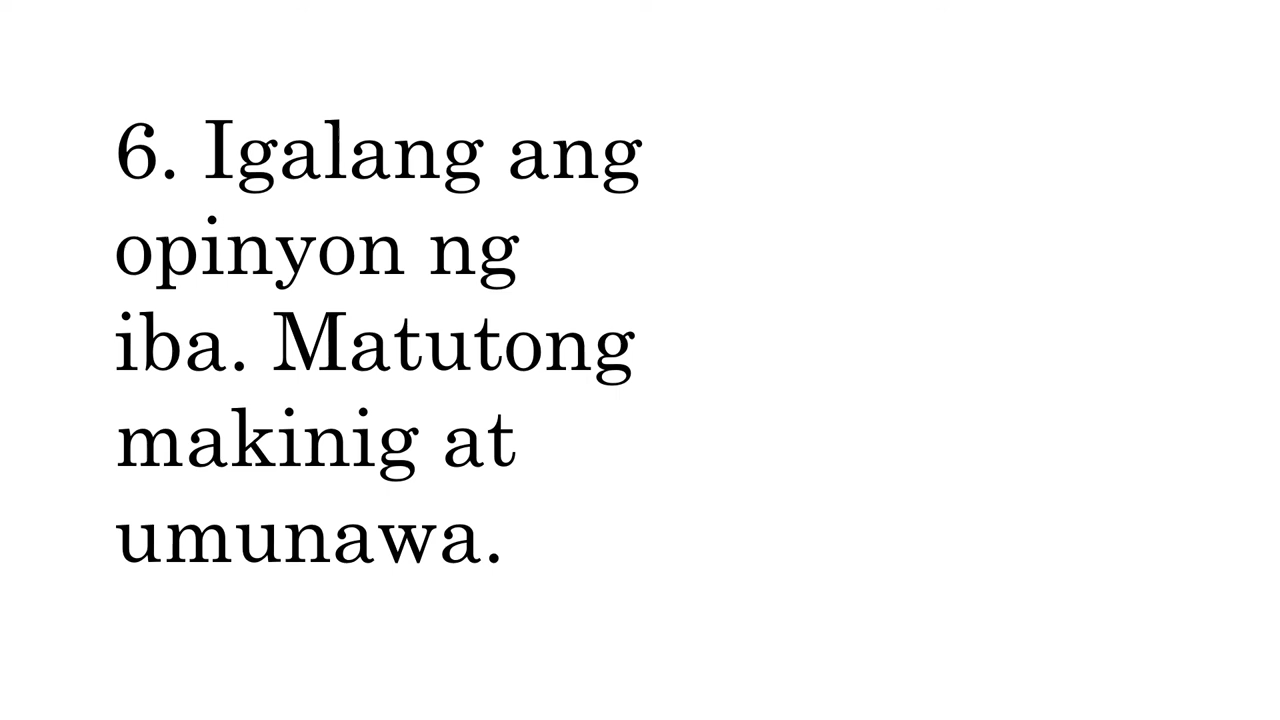 6. Igalang ang
opinyon ng
iba. Matutong
makinig at
umunawa.